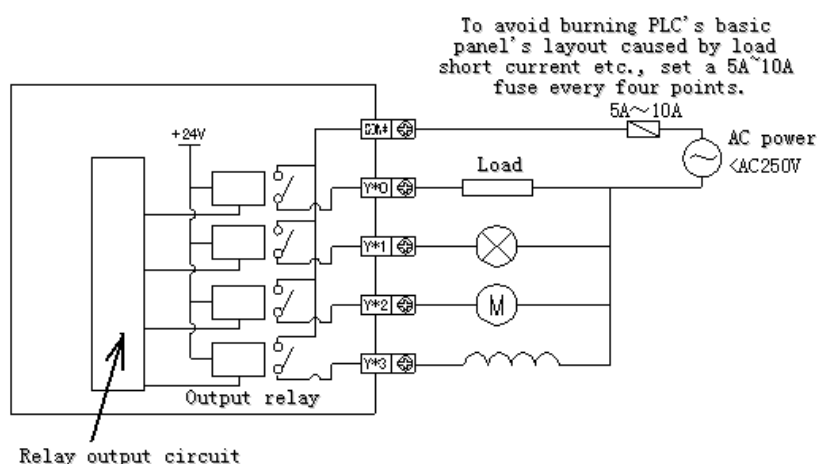 To avoid burning PLC's basic
panel's layout caused by load
short current etc., set a 5A~10A
fuse every four points.
5A～10A
COM#
+24V
AC power
<AC250V
Load
Y*0
Y*1
Y*2
M
Y*3
Output relay
Relay output circuit